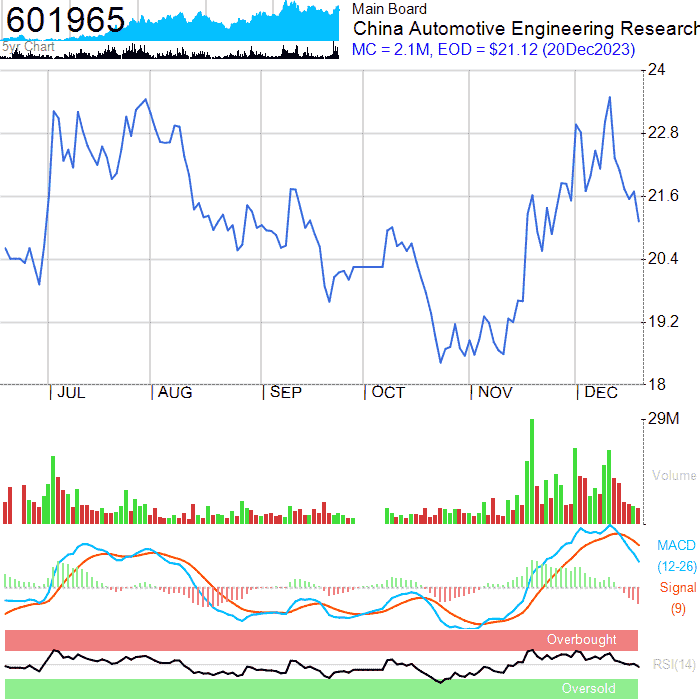 601965
5yr Chart
Main Board
China Automotive Engineering Research
MC = 2.1M, EOD = $21.12 (20Dec2023)
24
22.8
21.6
20.4
19.2
18
JUL
AUG
SEP
OCT
NOV
DEC
29M
Volume
MACD
(12-26)
Signal
(9)
Overbought
RSI(14)
Oversold